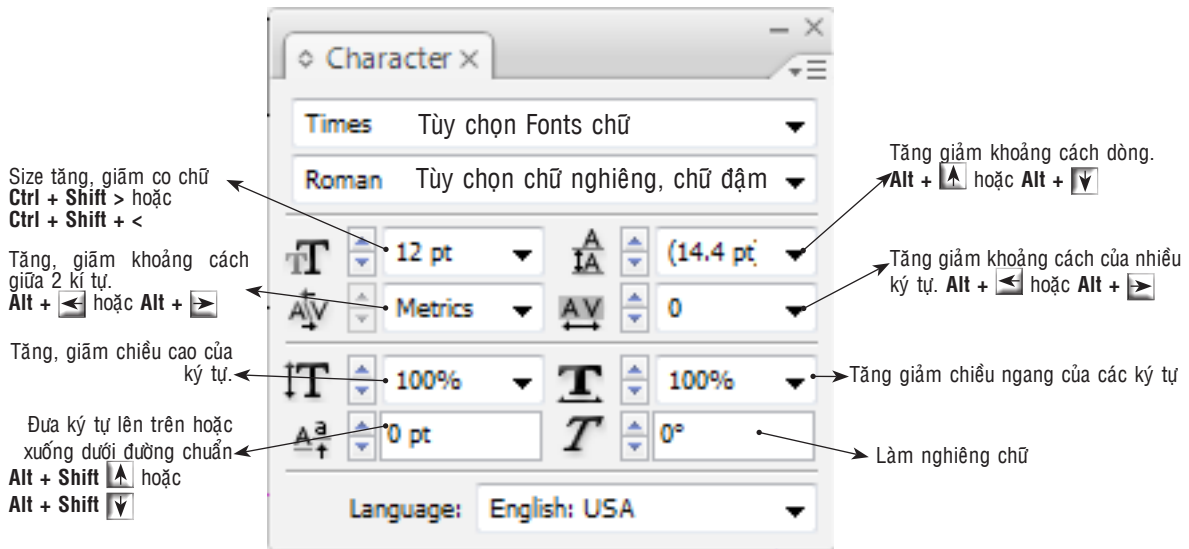 Character
Times Tùy chọn Fonts chữ
Roman Tùy chọn chữ nghiêng, chữ đậm
Size tăng, giãm co chữ
Ctrl + Shift > hoặc
Ctrl + Shift + <
12 pt
(14.4 pt)
Tăng giảm khoảng cách dòng.
Alt + hoặc Alt +
Tăng, giãm khoảng cách
giữa 2 kí tự.
Alt + hoặc Alt +
Metrics
0
Tăng giảm khoảng cách của nhiều
ký tự. Alt + hoặc Alt +
Tăng, giãm chiều cao của
ký tự.
100%
100%
Tăng giảm chiều ngang của các ký tự
Đưa ký tự lên trên hoặc
xuống dưới đường chuẩn
Alt + Shift hoặc
Alt + Shift
0 pt
0°
Làm nghiêng chữ
Language: English: USA